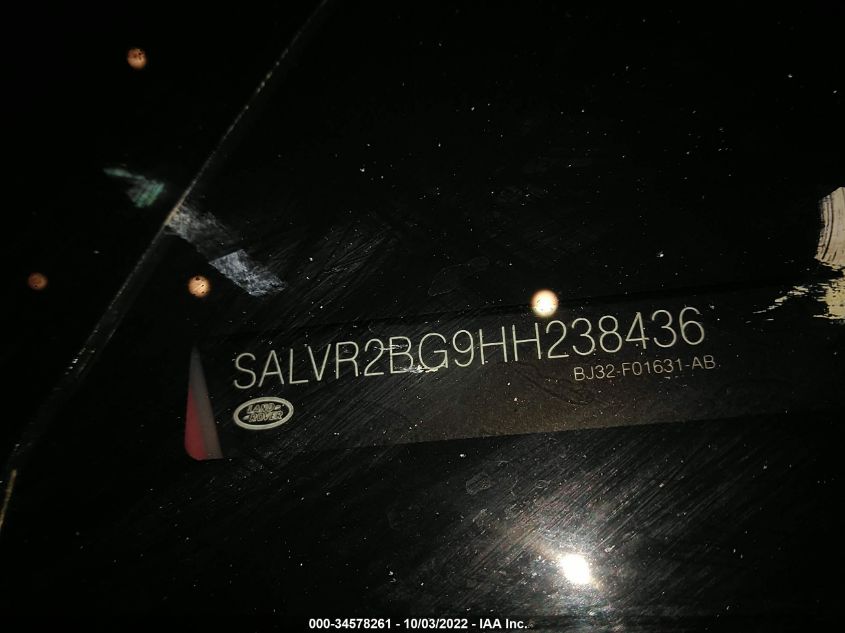 SALVR2BG9HH238436
BJ32-F01631-AB
LAND
ROVER
000-34578261 - 10/03/2022 - IAA Inc.